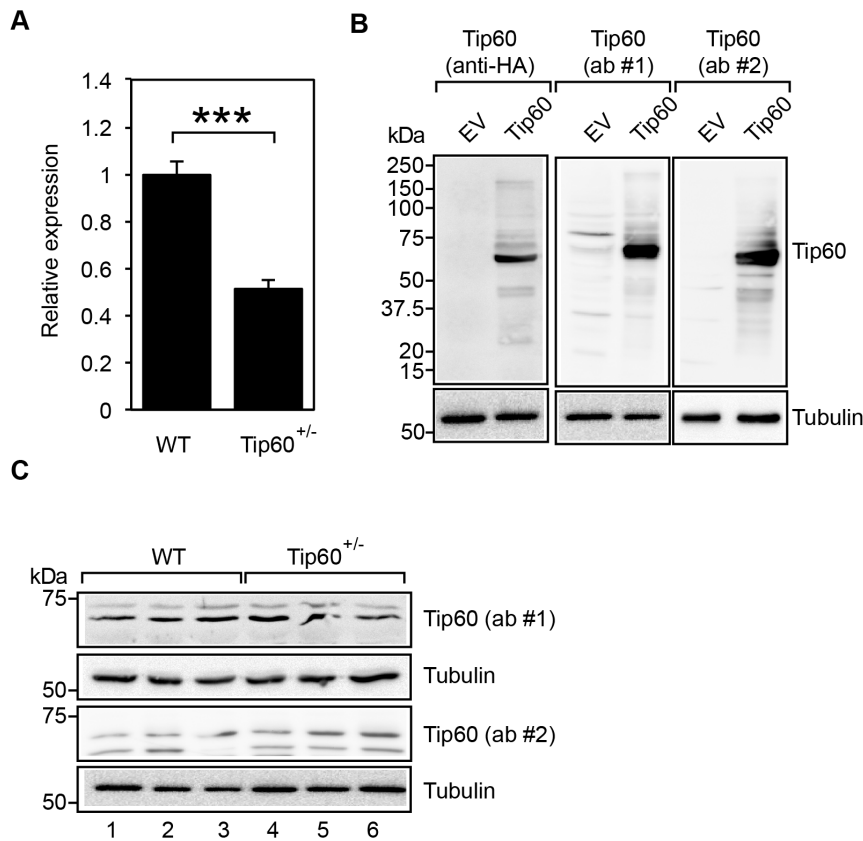 A
1.4
1.2
1
0.8
0.6
0.4
0.2
0
Relative expression
***
WT Tip60+/-
B
Tip60 (anti-HA)
Tip60 (ab #1)
Tip60 (ab #2)
EV Tip60 EV Tip60 EV Tip60
kDa
250
150
100
75
50
37.5
20
15
Tip60
50
Tubulin
C
WT Tip60+/-
kDa
75
Tip60 (ab #1)
50
Tubulin
75
Tip60 (ab #2)
50
Tubulin
1 2 3 4 5 6